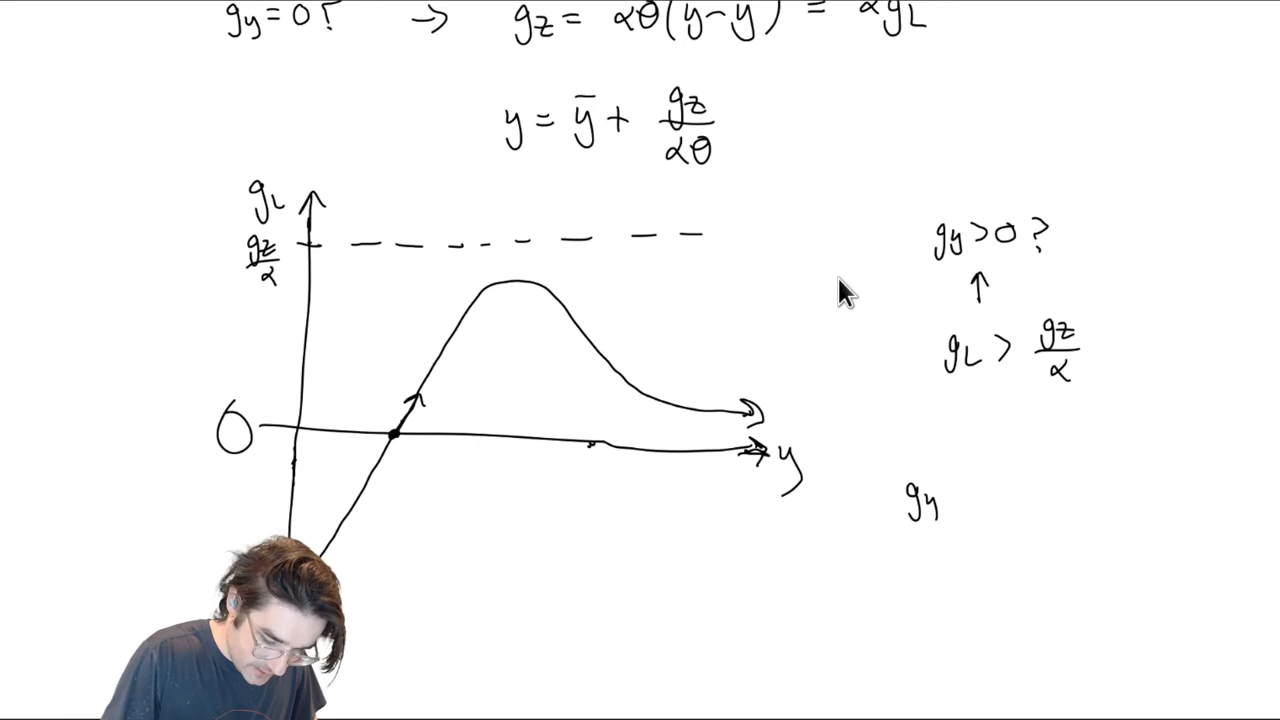 gy = 0? → gz = αθ(y-y) = αgL
y = ȳ + gz/αθ
gL
gz/α
gy > 0?
↑
gL > gz/α
0
y
gy